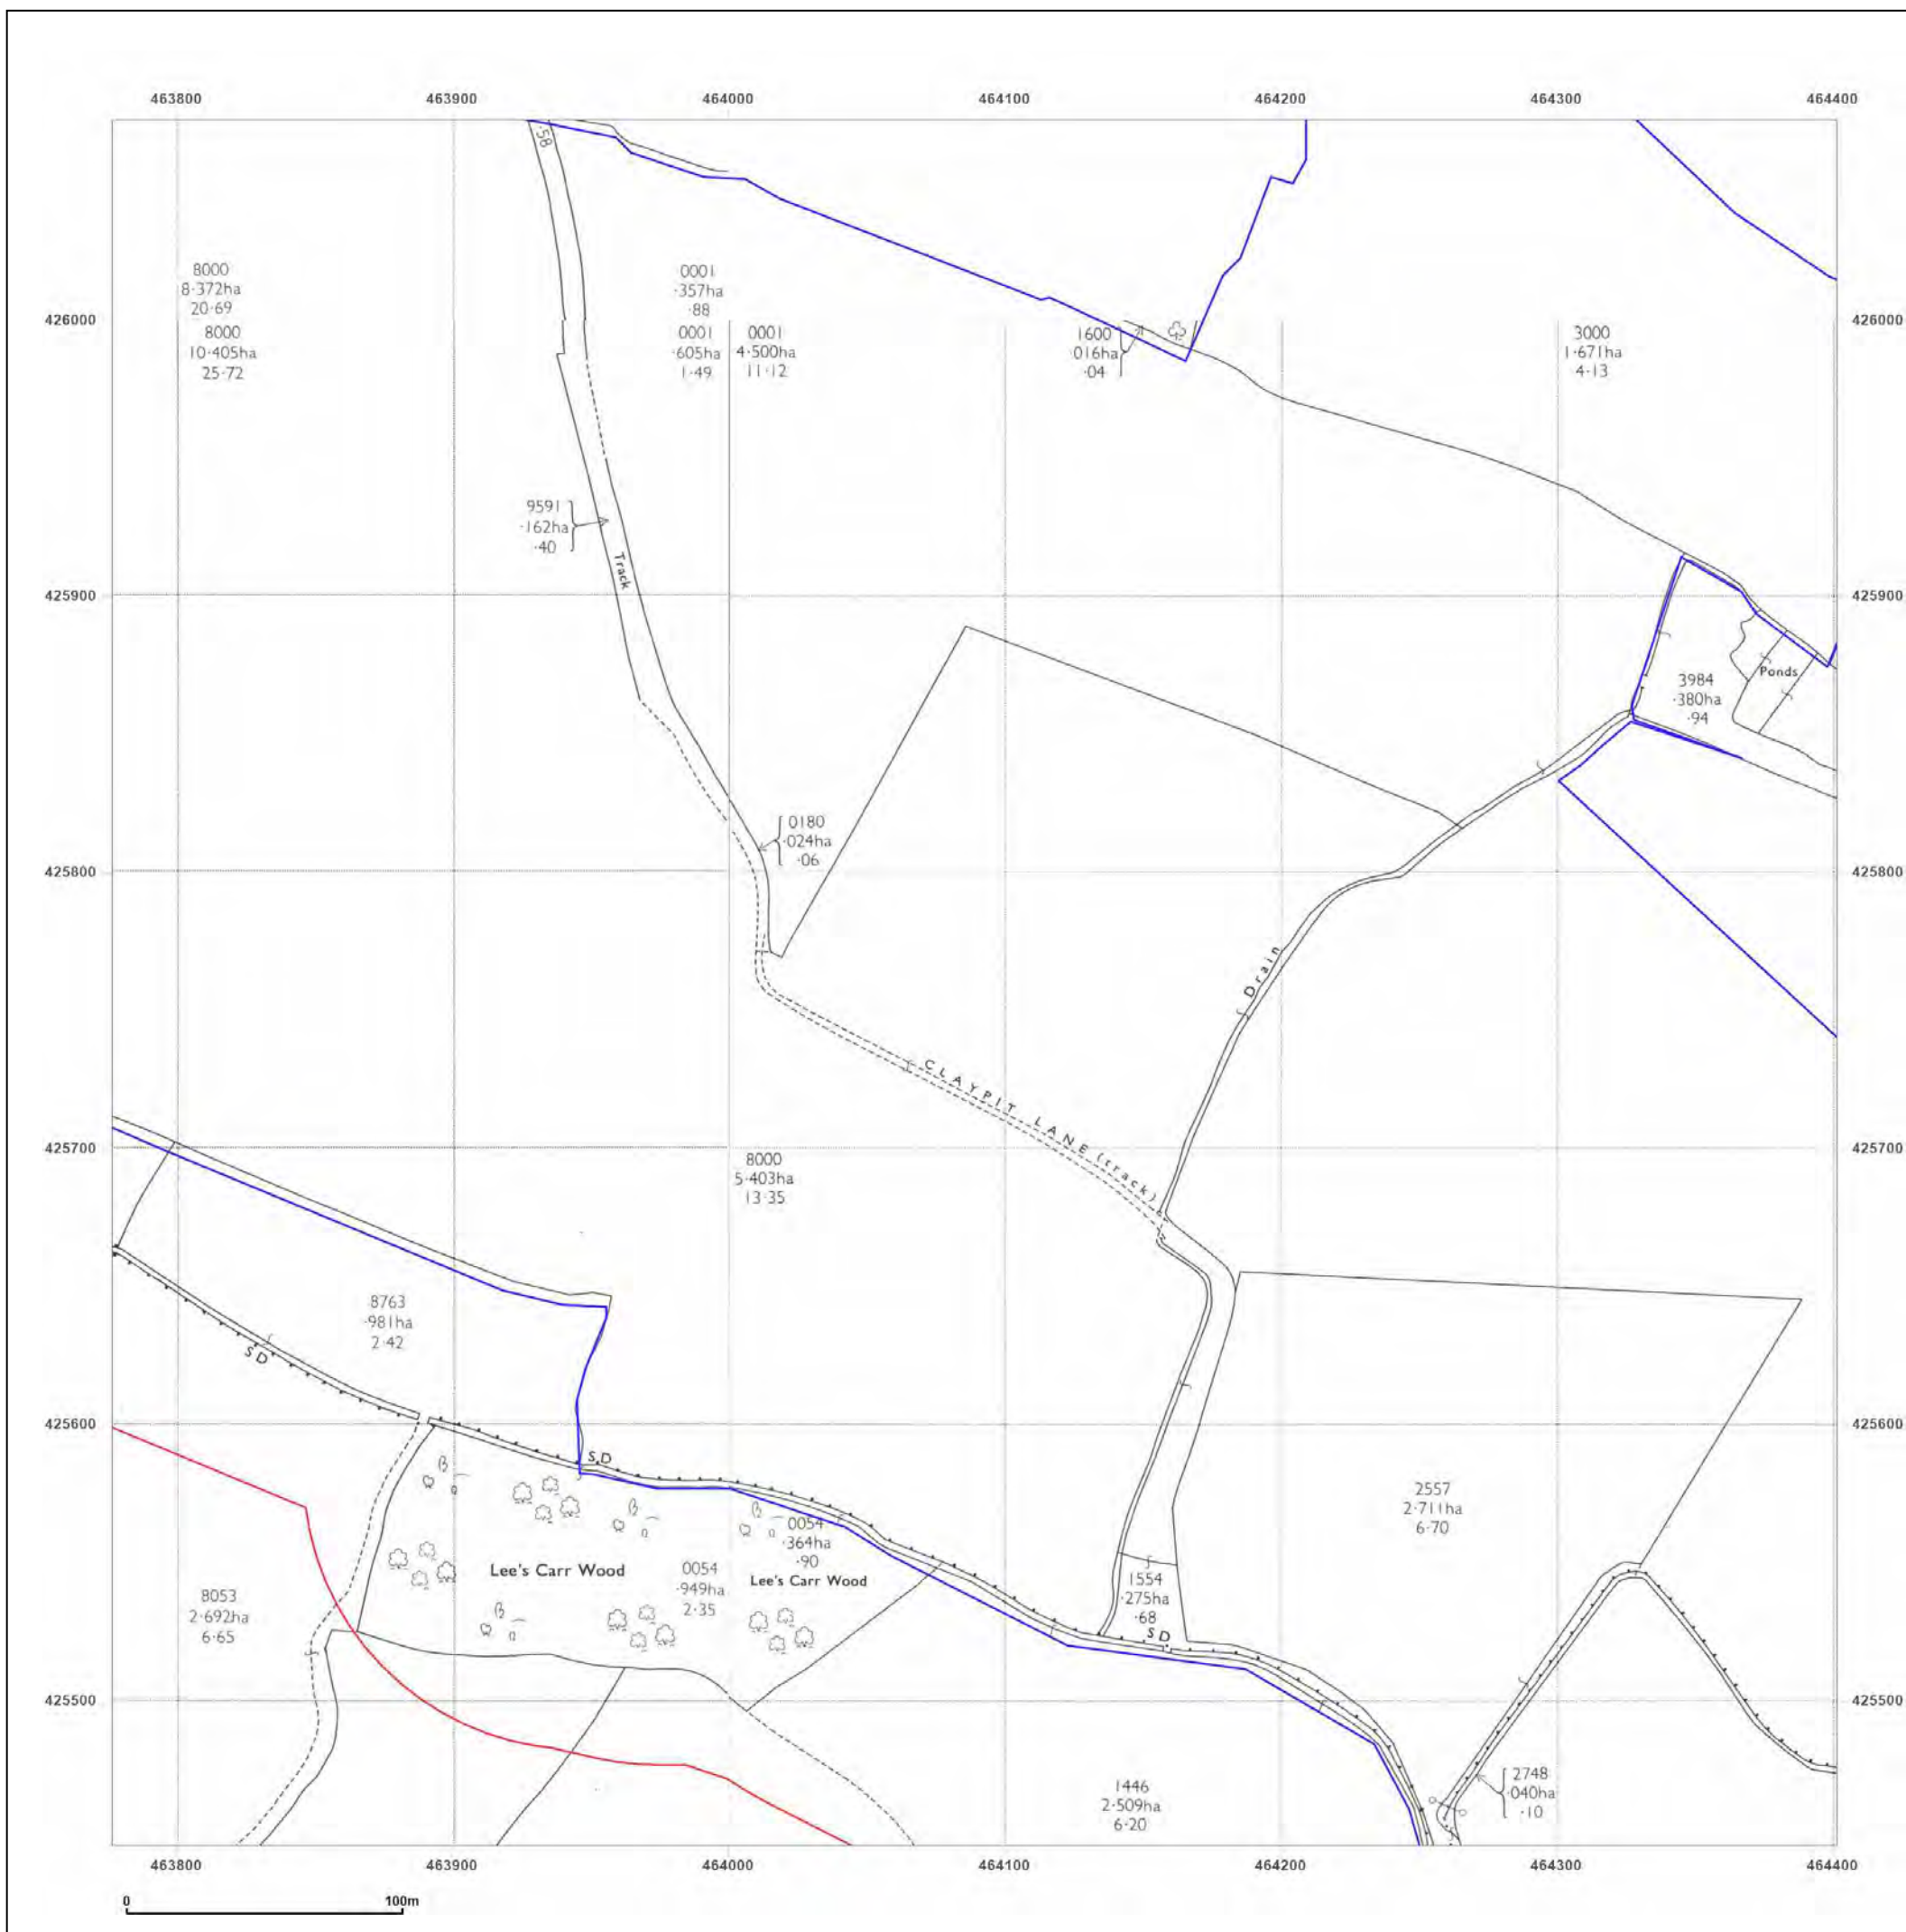 463800 463900 464000 464100 464200 464300 464400
·58
8000
8·372ha
20·69
0001
·357ha
·88
426000
426000
8000
10·405ha
25·72
0001
·605ha
1·49
0001
4·500ha
11·12
1600
·016ha
·04
3000
1·671ha
4·13
9591
·162ha
·40
Track
425900
425900
3984
·380ha
·94
Ponds
0180
·024ha
·06
425800
425800
Drain
CLAYPIT LANE (track)
425700
425700
8000
5·403ha
13·35
8763
·981ha
2·42
S D
425600
425600
S D
2557
2·711ha
6·70
0054
·364ha
·90
Lee's Carr Wood
0054
·949ha
2·35
Lee's Carr Wood
1554
·275ha
·68
S D
8053
2·692ha
6·65
425500
425500
1446
2·509ha
6·20
2748
·040ha
·10
463800 463900 464000 464100 464200 464300 464400
0 100m